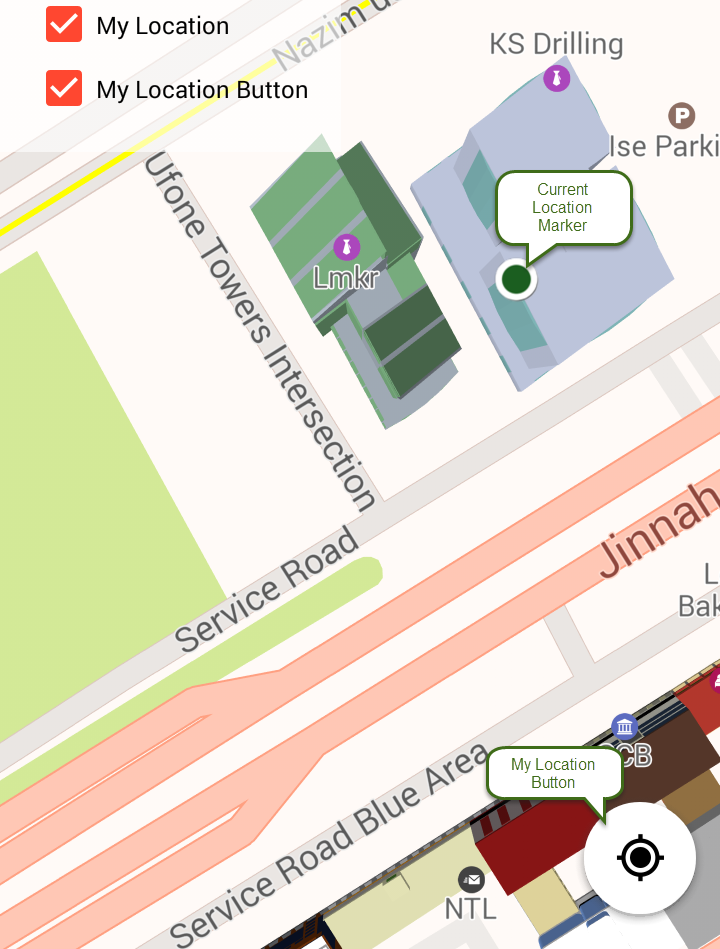 My Location
My Location Button
KS Drilling
Ise Parki
Current
Location
Marker
Lmkr
Ufone Towers Intersection
Service Road
Jinnah
My Location
Button
Service Road Blue Area
NTL